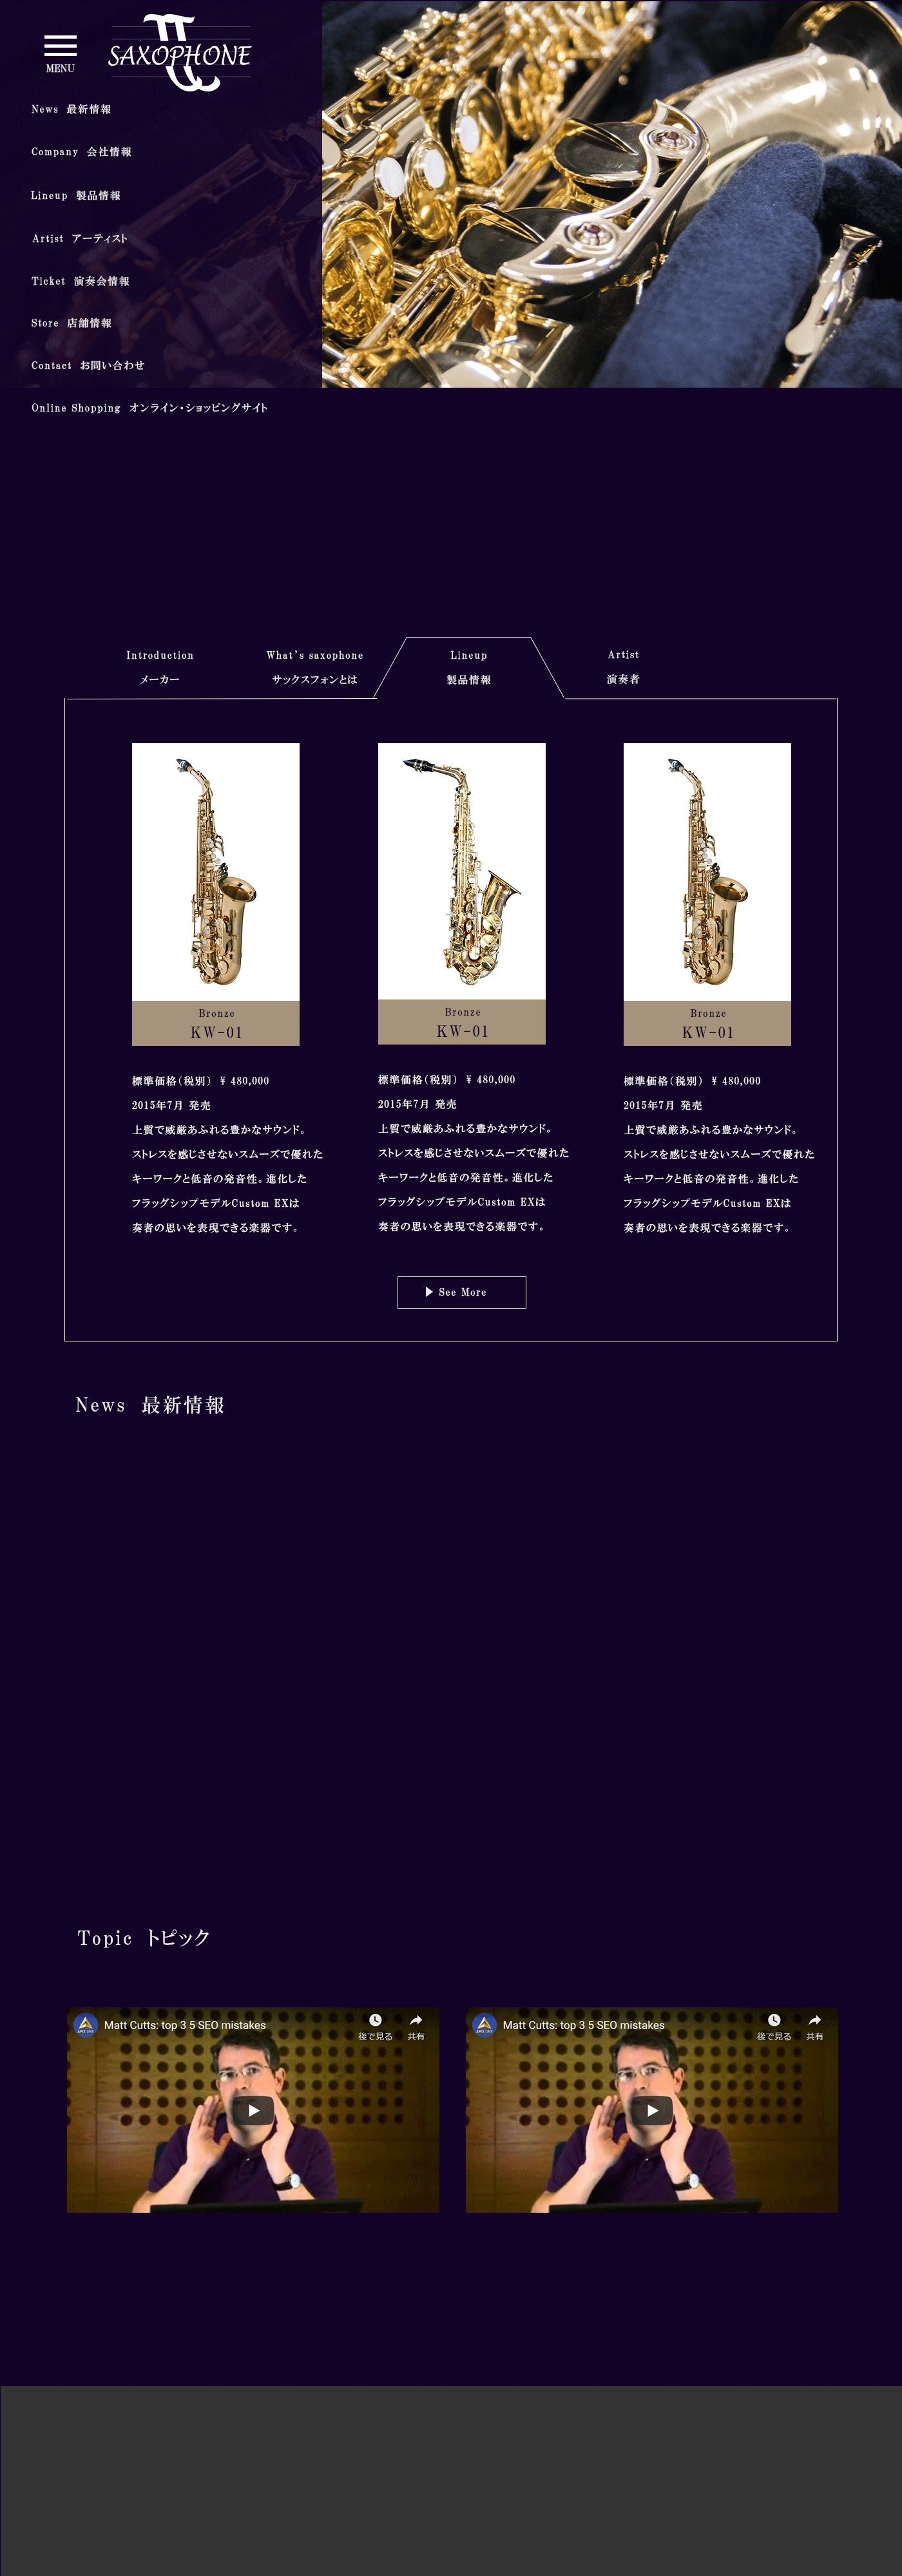 SAXOPHONE
MENU
News 最新情報
Company 会社情報
Lineup 製品情報
Artist アーティスト
Ticket 演奏会情報
Store 店舗情報
Contact お問い合わせ
Online Shopping オンライン・ショッピングサイト
Introduction
メーカー
What's saxophone
サックスフォンとは
Lineup
製品情報
Artist
演奏者
Bronze
KW-01
標準価格(税別) ¥ 480,000
2015年7月 発売
上質で威厳あふれる豊かなサウンド。
ストレスを感じさせないスムーズで優れた
キーワークと低音の発音性。進化した
フラッグシップモデルCustom EXは
奏者の思いを表現できる楽器です。
Bronze
KW-01
標準価格(税別) ¥ 480,000
2015年7月 発売
上質で威厳あふれる豊かなサウンド。
ストレスを感じさせないスムーズで優れた
キーワークと低音の発音性。進化した
フラッグシップモデルCustom EXは
奏者の思いを表現できる楽器です。
Bronze
KW-01
標準価格(税別) ¥ 480,000
2015年7月 発売
上質で威厳あふれる豊かなサウンド。
ストレスを感じさせないスムーズで優れた
キーワークと低音の発音性。進化した
フラッグシップモデルCustom EXは
奏者の思いを表現できる楽器です。
See More
News 最新情報
Topic トピック
Matt Cutts: top 3 5 SEO mistakes
後で見る
共有
Matt Cutts: top 3 5 SEO mistakes
後で見る
共有